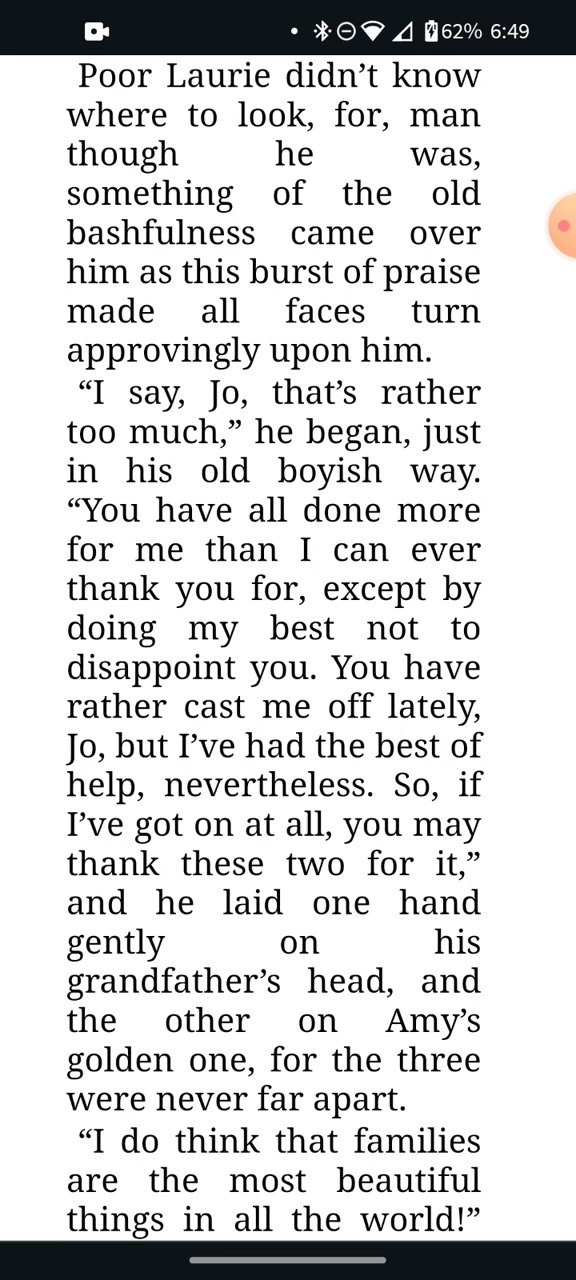 62% 6:49
Poor Laurie didn’t know
where to look, for, man
though he was,
something of the old
bashfulness came over
him as this burst of praise
made all faces turn
approvingly upon him.
“I say, Jo, that’s rather
too much,” he began, just
in his old boyish way.
“You have all done more
for me than I can ever
thank you for, except by
doing my best not to
disappoint you. You have
rather cast me off lately,
Jo, but I’ve had the best of
help, nevertheless. So, if
I’ve got on at all, you may
thank these two for it,”
and he laid one hand
gently on his
grandfather’s head, and
the other on Amy’s
golden one, for the three
were never far apart.
“I do think that families
are the most beautiful
things in all the world!”